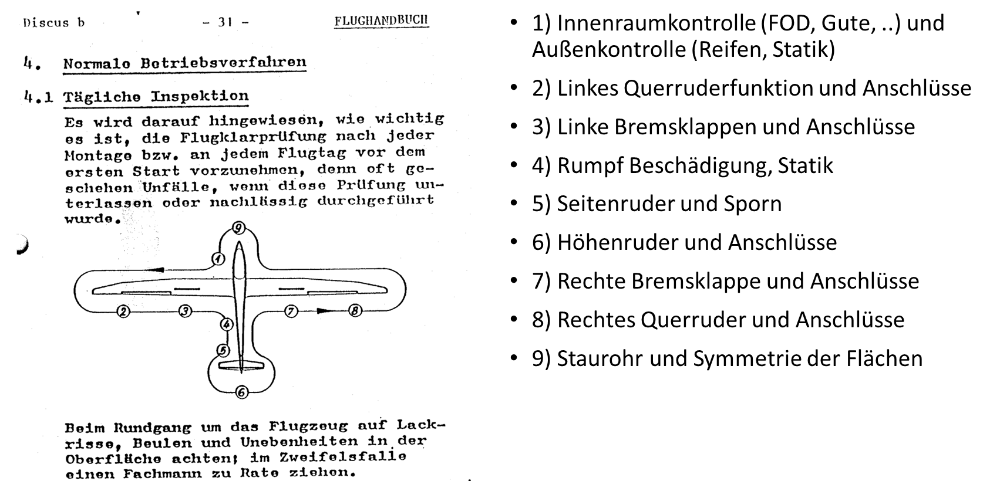 Discus b
- 31 -
FLUGHANDBUCH
4. Normale Betriebsverfahren
4.1 Tägliche Inspektion
Es wird darauf hingewiesen, wie wichtig
es ist, die Flugklarprüfung nach jeder
Montage bzw. an jedem Flugtag vor dem
ersten Start vorzunehmen, denn oft ge-
schehen Unfälle, wenn diese Prüfung un-
terlassen oder nachlässig durchgeführt
wurde.
9
1
2
3
7
8
4
5
6
Beim Rundgang um das Flugzeug auf Lack-
risse, Beulen und Unebenheiten in der
Oberfläche achten; im Zweifelsfalle
einen Fachmann zu Rate ziehen.
• 1) Innenraumkontrolle (FOD, Gute, ..) und
Außenkontrolle (Reifen, Statik)
• 2) Linkes Querruderfunktion und Anschlüsse
• 3) Linke Bremsklappen und Anschlüsse
• 4) Rumpf Beschädigung, Statik
• 5) Seitenruder und Sporn
• 6) Höhenruder und Anschlüsse
• 7) Rechte Bremsklappe und Anschlüsse
• 8) Rechtes Querruder und Anschlüsse
• 9) Staurohr und Symmetrie der Flächen